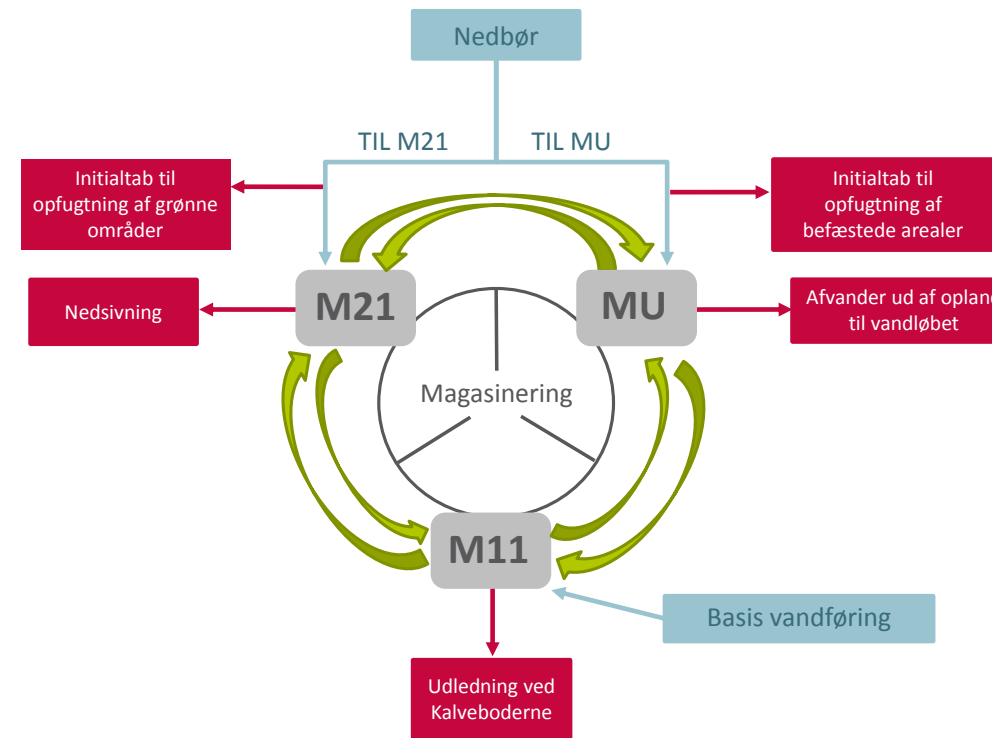 Nedbør
TIL M21
TIL MU
Initialtab til
opfugtning af grønne
områder
Initialtab til
opfugtning af
befæstede arealer
M21
MU
Nedsivning
Afvander ud af opland
til vandløbet
Magasinering
M11
Basis vandføring
Udledning ved
Kalveboderne